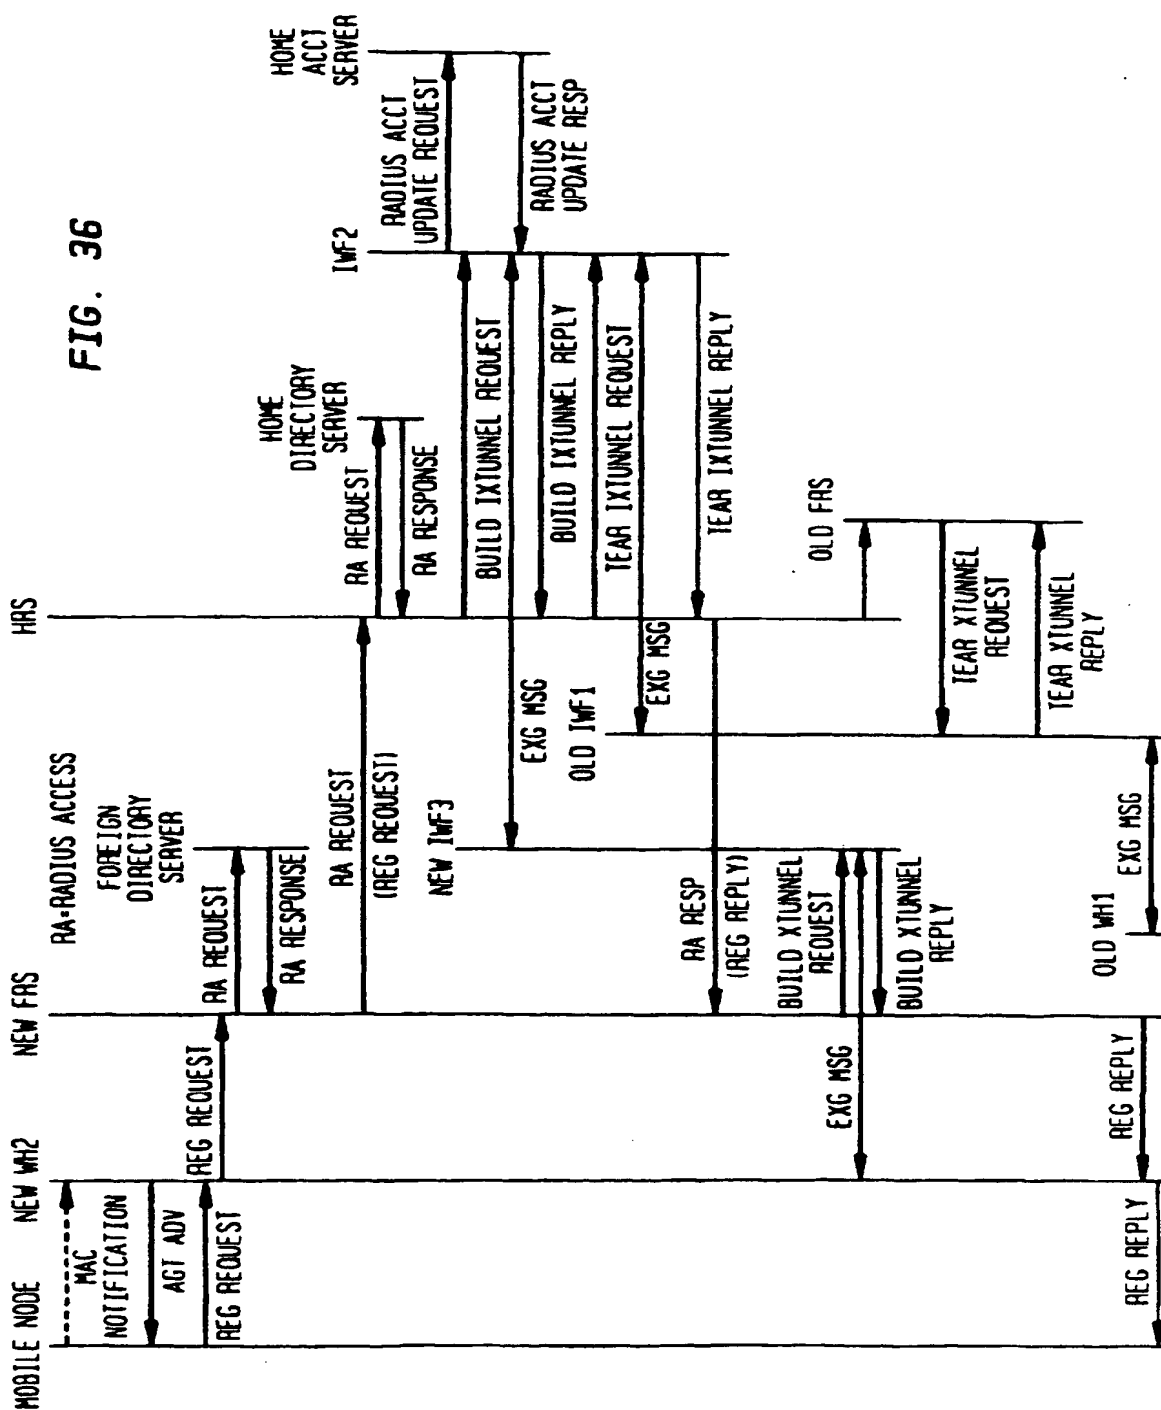 FIG. 36
MOBILE NODE
NEW WH2
NEW FRS
HRS
RA=RADIUS ACCESS
FOREIGN
DIRECTORY
SERVER
HOME
DIRECTORY
SERVER
IWF2
HOME
ACCT
SERVER
MAC
NOTIFICATION
AGT ADV
REG REQUEST
REG REQUEST
RA REQUEST
RA RESPONSE
RA REQUEST
(REG REQUEST)
RA REQUEST
RA RESPONSE
RADIUS ACCT
UPDATE REQUEST
RADIUS ACCT
UPDATE RESP
BUILD IXTUNNEL REQUEST
NEW IWF3
EXG MSG
BUILD IXTUNNEL REPLY
OLD IWF1
TEAR IXTUNNEL REQUEST
EXG MSG
TEAR IXTUNNEL REPLY
RA RESP
(REG REPLY)
BUILD XTUNNEL
REQUEST
EXG MSG
BUILD XTUNNEL
REPLY
OLD FRS
TEAR XTUNNEL
REQUEST
TEAR XTUNNEL
REPLY
OLD WH1
EXG MSG
REG REPLY
REG REPLY